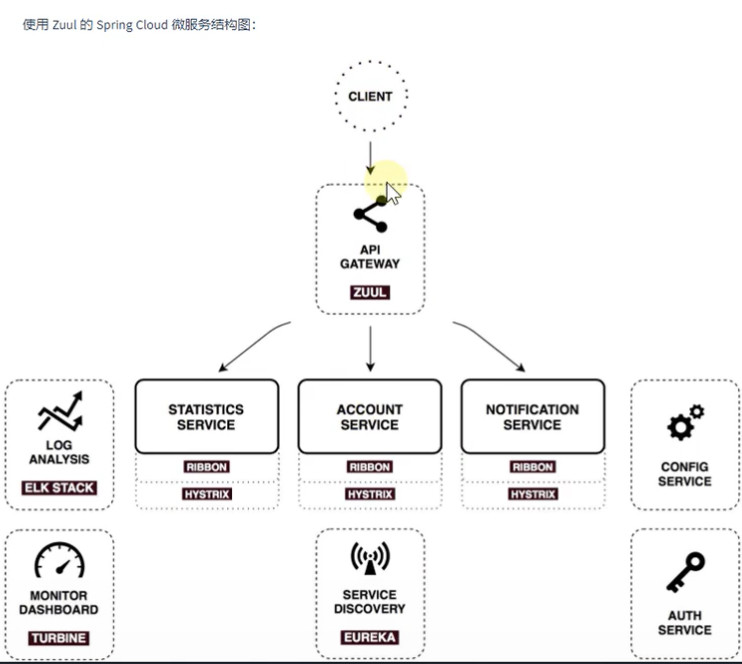 使用 Zuul 的 Spring Cloud 微服务结构图：
CLIENT
API
GATEWAY
ZUUL
STATISTICS
SERVICE
RIBBON
HYSTRIX
ACCOUNT
SERVICE
RIBBON
HYSTRIX
NOTIFICATION
SERVICE
RIBBON
HYSTRIX
LOG
ANALYSIS
ELK STACK
CONFIG
SERVICE
MONITOR
DASHBOARD
TURBINE
SERVICE
DISCOVERY
EUREKA
AUTH
SERVICE